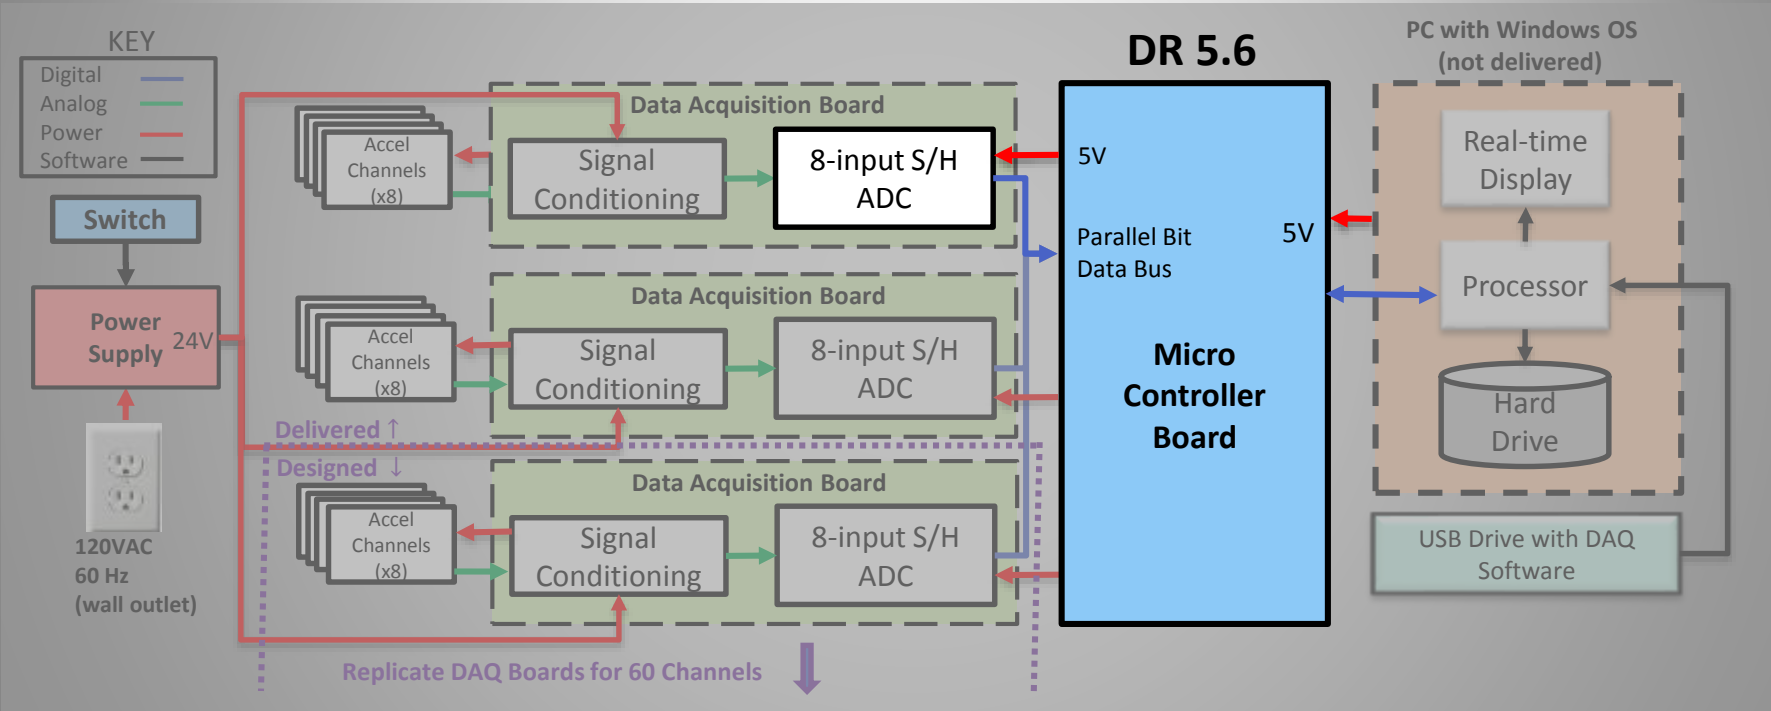 KEY
Digital
Analog
Power
Software
Switch
Power
Supply
24V
120VAC
60 Hz
(wall outlet)
Accel
Channels
(x8)
Data Acquisition Board
Signal
Conditioning
8-input S/H
ADC
Accel
Channels
(x8)
Data Acquisition Board
Signal
Conditioning
8-input S/H
ADC
Delivered ↑
Designed ↓
Accel
Channels
(x8)
Data Acquisition Board
Signal
Conditioning
8-input S/H
ADC
Replicate DAQ Boards for 60 Channels
DR 5.6
5V
Parallel Bit
Data Bus
5V
Micro
Controller
Board
PC with Windows OS
(not delivered)
Real-time
Display
Processor
Hard
Drive
USB Drive with DAQ
Software